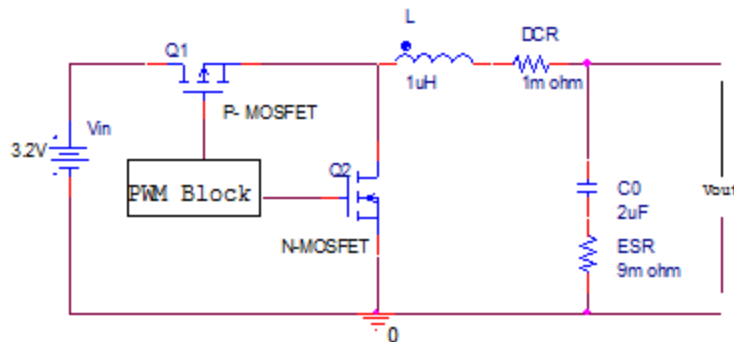 L
DCR
Q1
1uH
1m ohm
P- MOSFET
Vin
3.2V
Q2
PWM Block
C0
2uF
Vout
N-MOSFET
ESR
9m ohm
0